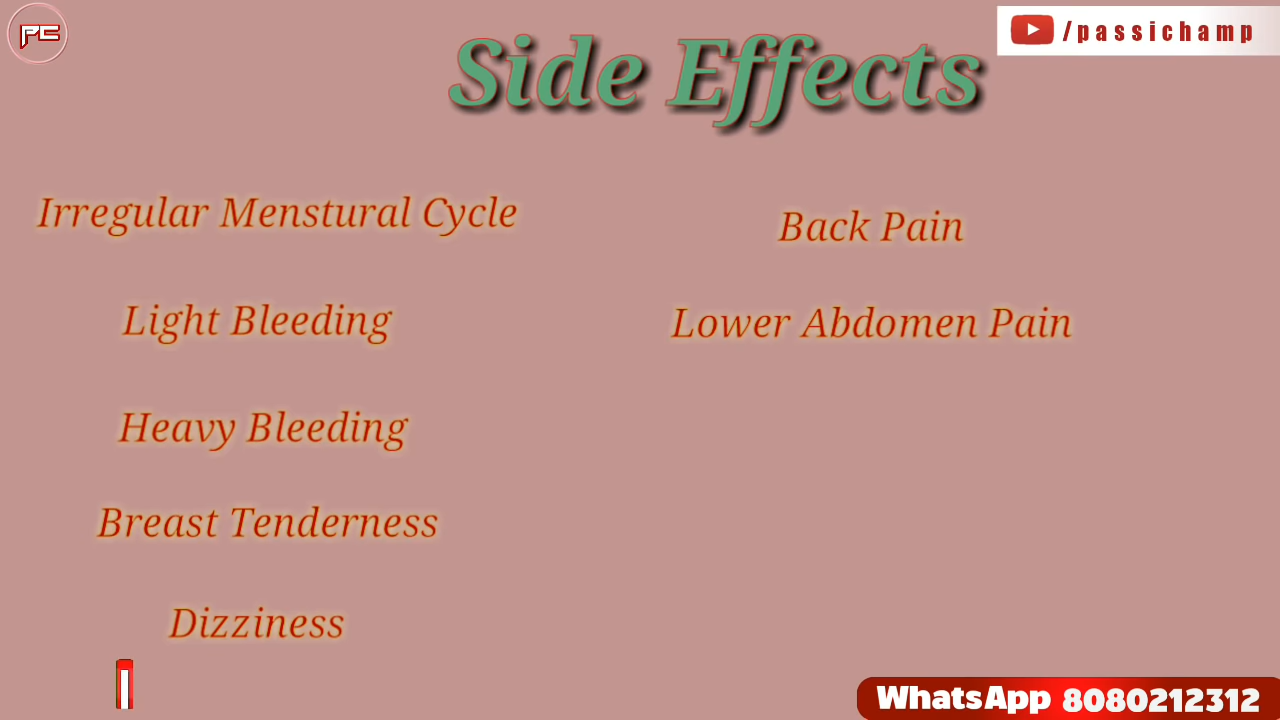 PC
/passichamp
Side Effects
Irregular Menstural Cycle
Light Bleeding
Heavy Bleeding
Breast Tenderness
Dizziness
Back Pain
Lower Abdomen Pain
WhatsApp 8080212312